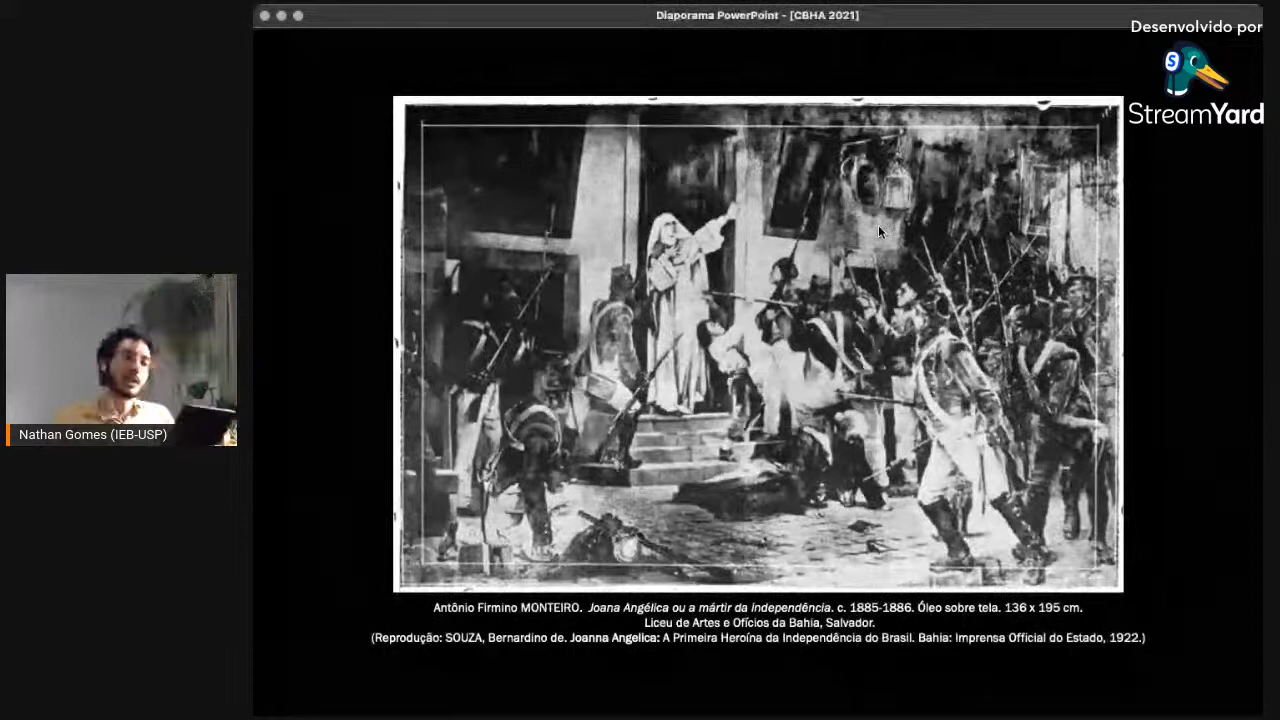 Diaporama PowerPoint - [CBHA 2021]
Desenvolvido por
S
StreamYard
Nathan Gomes (IEB-USP)
Antônio Firmino MONTEIRO. Joana Angélica ou a mártir da independência. c. 1885-1886. Óleo sobre tela. 136 x 195 cm.
Liceu de Artes e Ofícios da Bahia, Salvador.
(Reprodução: SOUZA, Bernardino de. Joanna Angelica: A Primeira Heroína da Independência do Brasil. Bahia: Imprensa Official do Estado, 1922.)